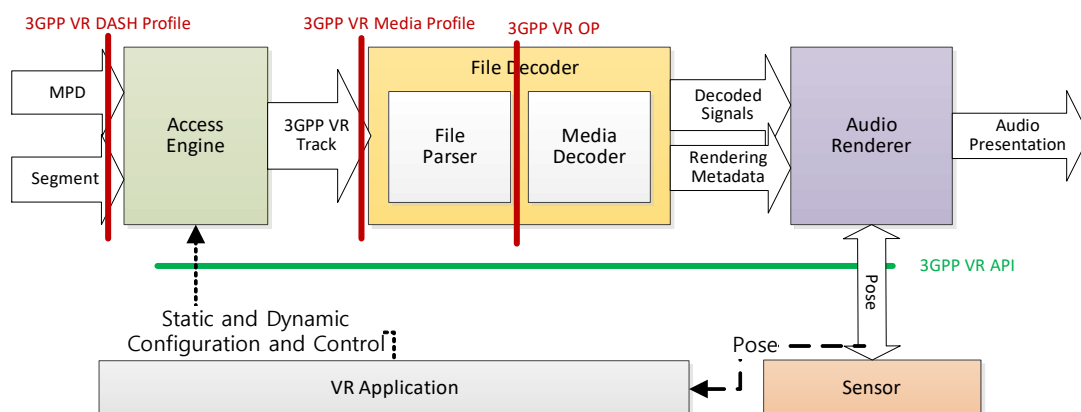 3GPP VR DASH Profile
3GPP VR Media Profile
3GPP VR OP
MPD
Segment
Access
Engine
3GPP VR
Track
File Decoder
File
Parser
Media
Decoder
Decoded
Signals
Rendering
Metadata
Audio
Renderer
Audio
Presentation
3GPP VR API
Pose
Static and Dynamic
Configuration and Control
Pose
VR Application
Sensor